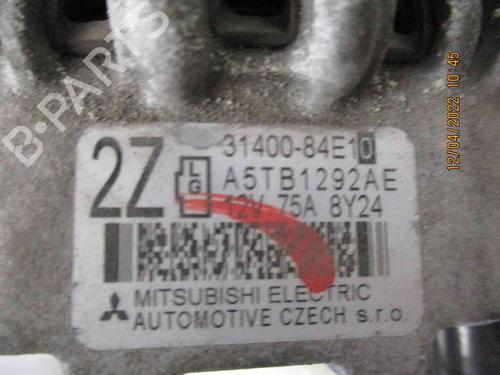 B-PARTS
12/04/2022 10:45
2Z
L
G
31400-84E10
A5TB1292AE
12V 75A 8Y24
MITSUBISHI ELECTRIC
AUTOMOTIVE CZECH s.r.o.